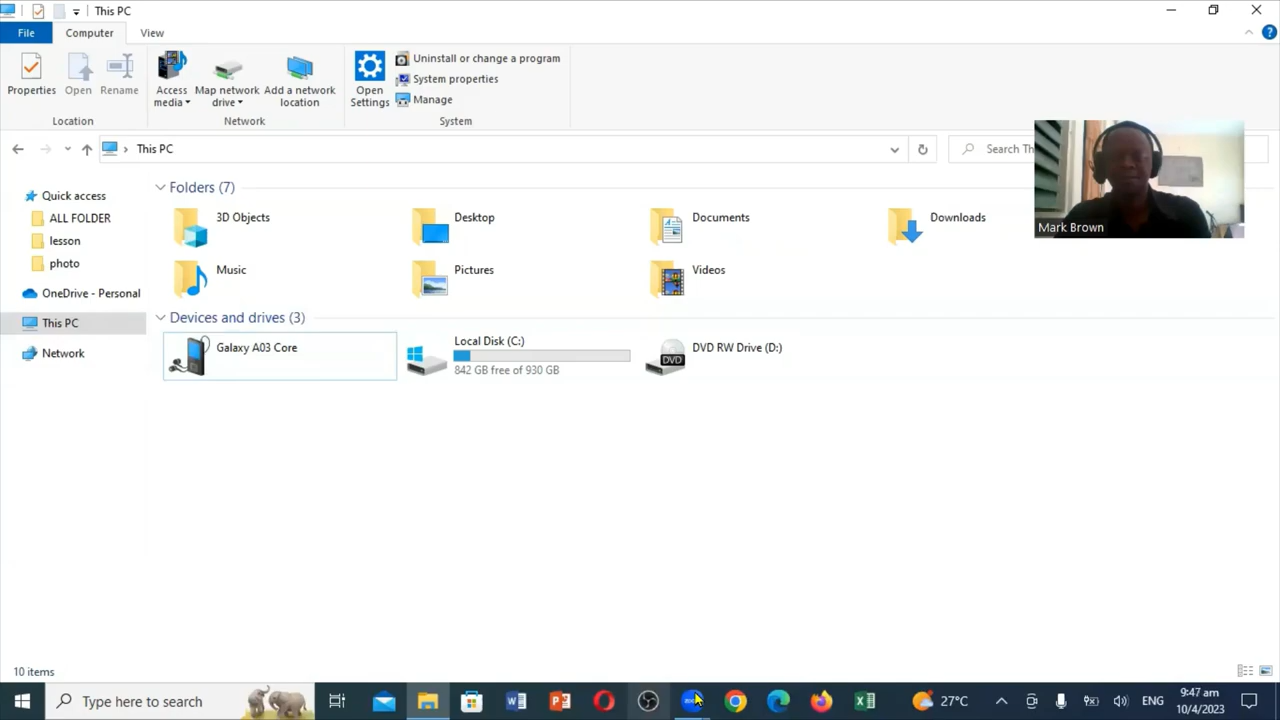 This PC
File Computer View
Properties Open Rename Access media Map network drive Add a network location Open Settings Uninstall or change a program
System properties
Manage
Location Network System
This PC
Search Th
Mark Brown
Quick access
ALL FOLDER
lesson
photo
OneDrive - Personal
This PC
Network
Folders (7)
3D Objects Desktop Documents Downloads
Music Pictures Videos
Devices and drives (3)
Galaxy A03 Core
Local Disk (C:)
842 GB free of 930 GB
DVD
DVD RW Drive (D:)
10 items
Type here to search
27°C
ENG
9:47 am
10/4/2023